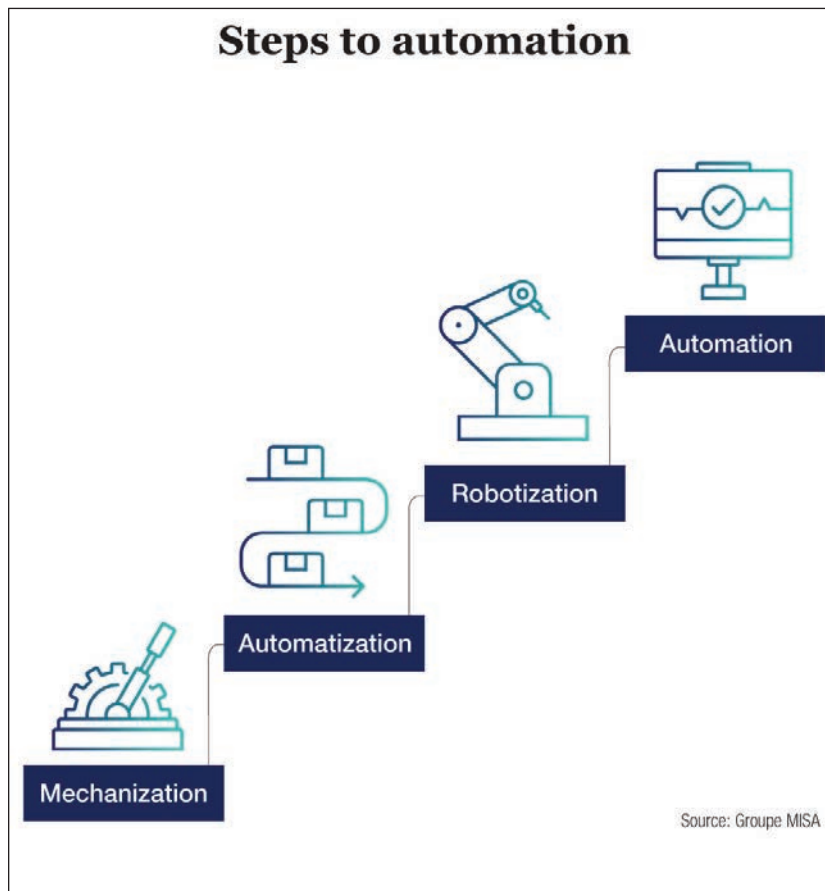 Steps to automation
Automation
Robotization
Automatization
Mechanization
Source: Groupe MISA